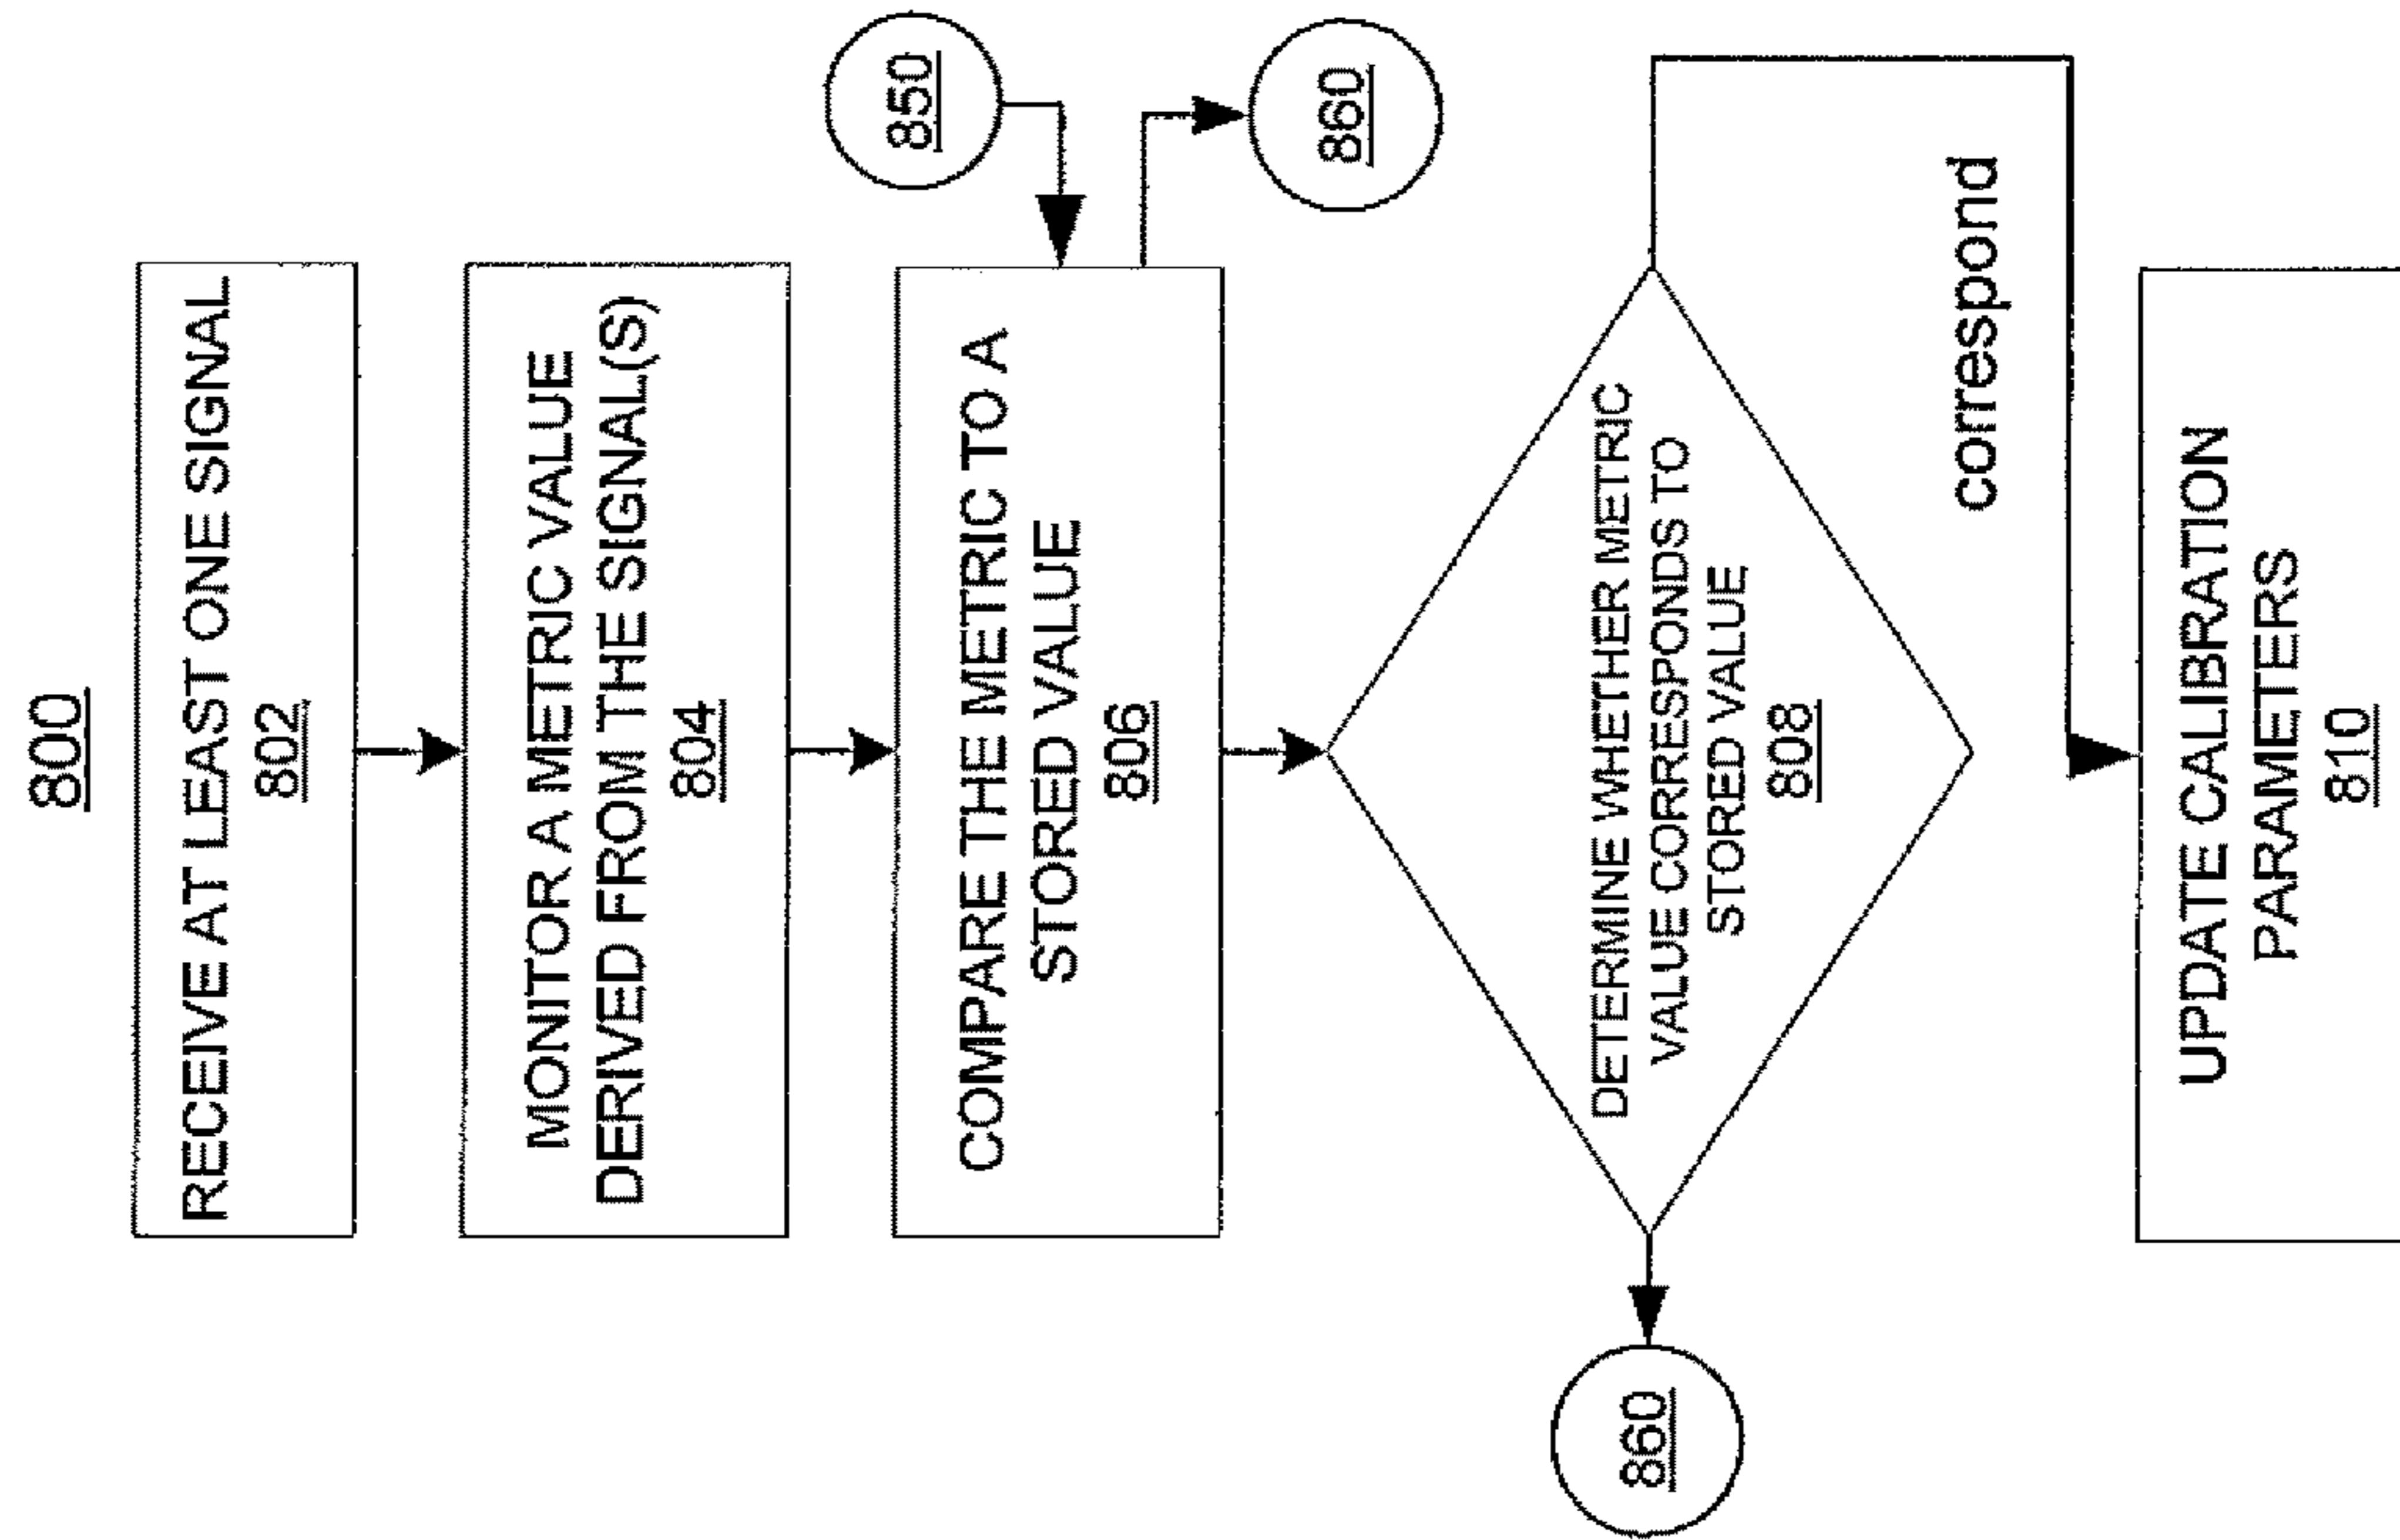 800
RECEIVE AT LEAST ONE SIGNAL
802
MONITOR A METRIC VALUE
DERIVED FROM THE SIGNAL(S)
804
850
COMPARE THE METRIC TO A
STORED VALUE
806
860
DETERMINE WHETHER METRIC
VALUE CORRESPONDS TO
STORED VALUE
808
860
correspond
UPDATE CALIBRATION
PARAMETERS
810